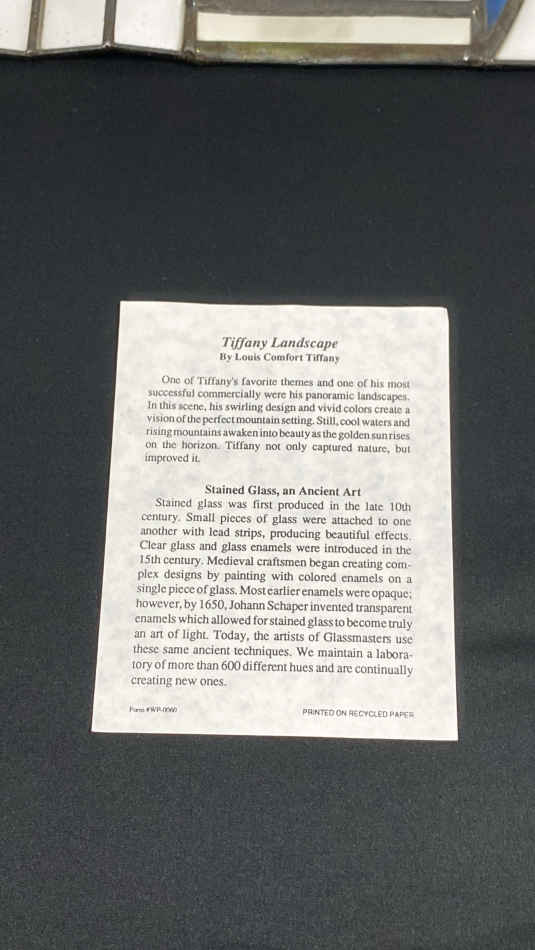 Tiffany Landscape
By Louis Comfort Tiffany
One of Tiffany's favorite themes and one of his most
successful commercially were his panoramic landscapes.
In this scene, his swirling design and vivid colors create a
vision of the perfect mountain setting. Still, cool waters and
rising mountains awaken into beauty as the golden sun rises
on the horizon. Tiffany not only captured nature, but
improved it.
Stained Glass, an Ancient Art
Stained glass was first produced in the late 10th
century. Small pieces of glass were attached to one
another with lead strips, producing beautiful effects.
Clear glass and glass enamels were introduced in the
15th century. Medieval craftsmen began creating com-
plex designs by painting with colored enamels on a
single piece of glass. Most earlier enamels were opaque;
however, by 1650, Johann Schaper invented transparent
enamels which allowed for stained glass to become truly
an art of light. Today, the artists of Glassmasters use
these same ancient techniques. We maintain a labora-
tory of more than 600 different hues and are continually
creating new ones.
Form #WP-0060
PRINTED ON RECYCLED PAPER